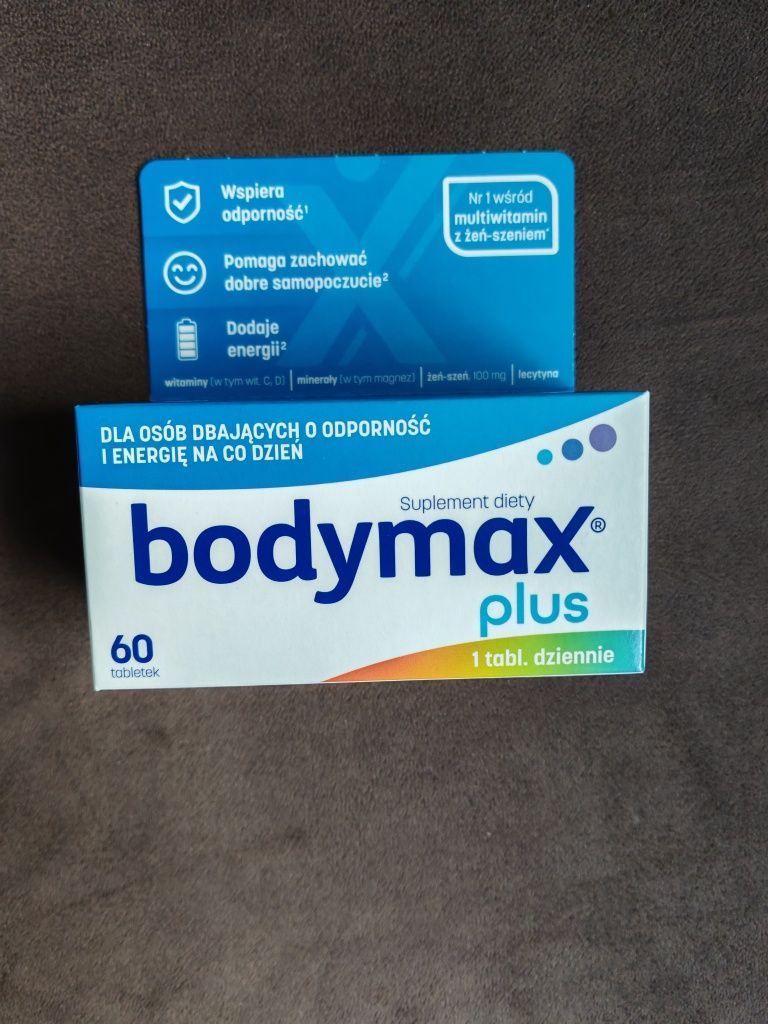 Wspiera
odporność¹
Nr 1 wśród
multiwitamin
z żeń-szeniem*
Pomaga zachować
dobre samopoczucie²
Dodaje
energii²
witaminy (w tym wit. C, D) | minerały (w tym magnez) | żeń-szeń, 100 mg | lecytyna
DLA OSÓB DBAJĄCYCH O ODPORNOŚĆ
I ENERGIĘ NA CO DZIEŃ
Suplement diety
bodymax®
plus
60
tabletek
1 tabl. dziennie